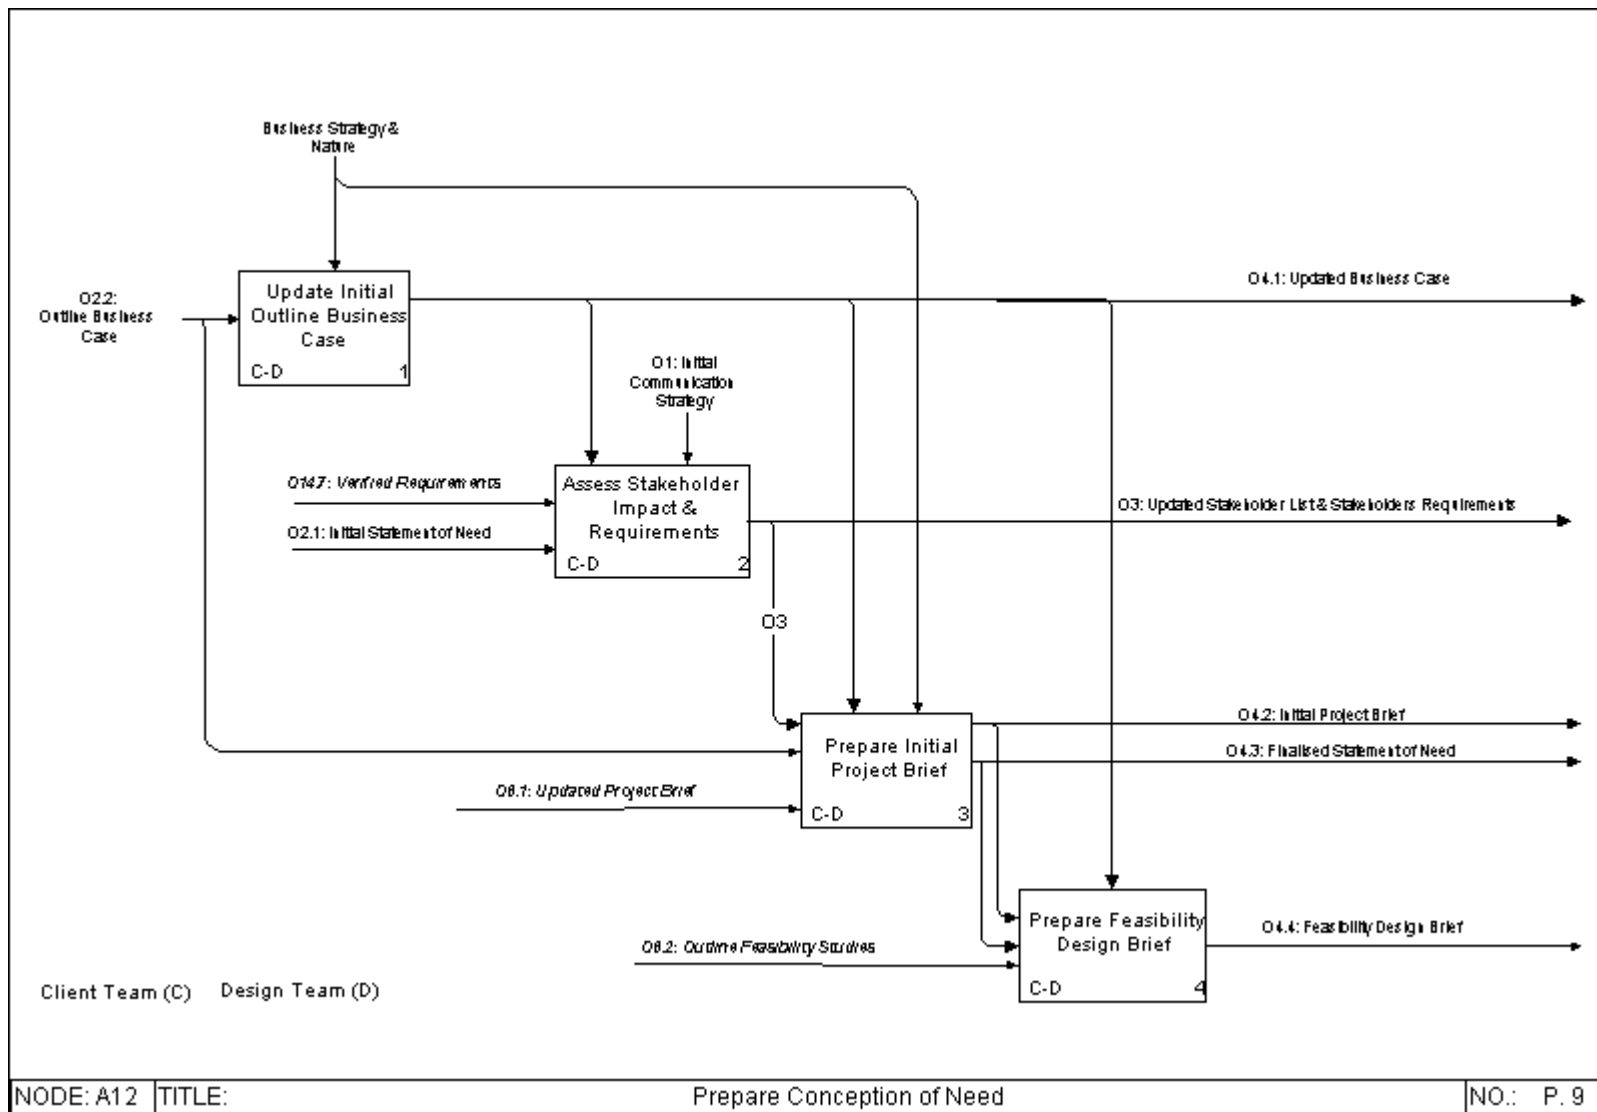 Business Strategy &
Nature
O2.2:
Outline Business
Case
Update Initial
Outline Business
Case
C-D 1
O4.1: Updated Business Case
O1: Initial
Communication
Strategy
O14.7: Verified Requirements
O2.1: Initial Statement of Need
Assess Stakeholder
Impact &
Requirements
C-D 2
O3: Updated Stakeholder List & Stakeholders Requirements
O3
O4.2: Initial Project Brief
O4.3: Finalised Statement of Need
Prepare Initial
Project Brief
C-D 3
O6.1: Updated Project Brief
Prepare Feasibility
Design Brief
C-D 4
O4.4: Feasibility Design Brief
O6.2: Outline Feasibility Studies
Client Team (C) Design Team (D)
NODE: A12 TITLE: Prepare Conception of Need NO.: P. 9